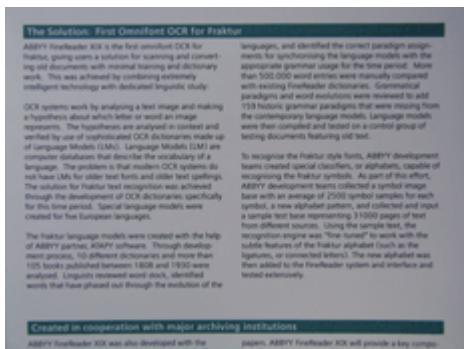 The Solution: First Omnifont OCR for Fraktur
ABBYY FineReader XIX is the first omnifont OCR for
Fraktur, giving users a solution for scanning and convert-
ing old documents with minimal training and dictionary
work. This was achieved by combining extremely
intelligent technology with dedicated linguistic study.
OCR systems work by analysing a text image and making
a hypothesis about which letter or word an image
represents. The hypotheses are analysed in context and
verified by use of sophisticated OCR dictionaries made up
of Language Models (LMs). Language Models (LM) are
computer databases that describe the vocabulary of a
language. The problem is that modern OCR systems do
not have LMs for older text fonts and older text spellings.
The solution for Fraktur text recognition was achieved
through the development of OCR dictionaries specifically
for this time period. Special language models were
created for five European languages.
The Fraktur language models were created with the help
of ABBYY partner, ATAPY software. Through develop-
ment process, 10 different dictionaries and more than
105 books published between 1808 and 1930 were
analysed. Linguists reviewed word stock, identified
words that have phased out through the evolution of the
languages, and identified the correct paradigm assign-
ments for synchronising the language models with the
appropriate grammar usage for the time period. More
than 500,000 word entries were manually compared
with existing FineReader dictionaries. Grammatical
paradigms and word evolutions were reviewed to add
159 historic grammar paradigms that were missing from
the contemporary language models. Language models
were then compiled and tested on a control group of
testing documents featuring old text.
To recognise the Fraktur style fonts, ABBYY development
teams created special classifiers, or alphabets, capable of
recognising the Fraktur symbols. As part of this effort,
ABBYY development teams collected a symbol image
base with an average of 2500 symbol samples for each
symbol, a new alphabet pattern, and collected and input
a sample test base representing 31000 pages of text
from different sources. Using the sample text, the
recognition engine was "fine-tuned" to work with the
subtle features of the Fraktur alphabet (such as the
ligatures, or connected letters). The new alphabet was
then added to the FineReader system and interface and
tested extensively.
Created in cooperation with major archiving institutions
ABBYY FineReader XIX was also developed with the
papers. ABBYY FineReader XIX will provide a key compo-